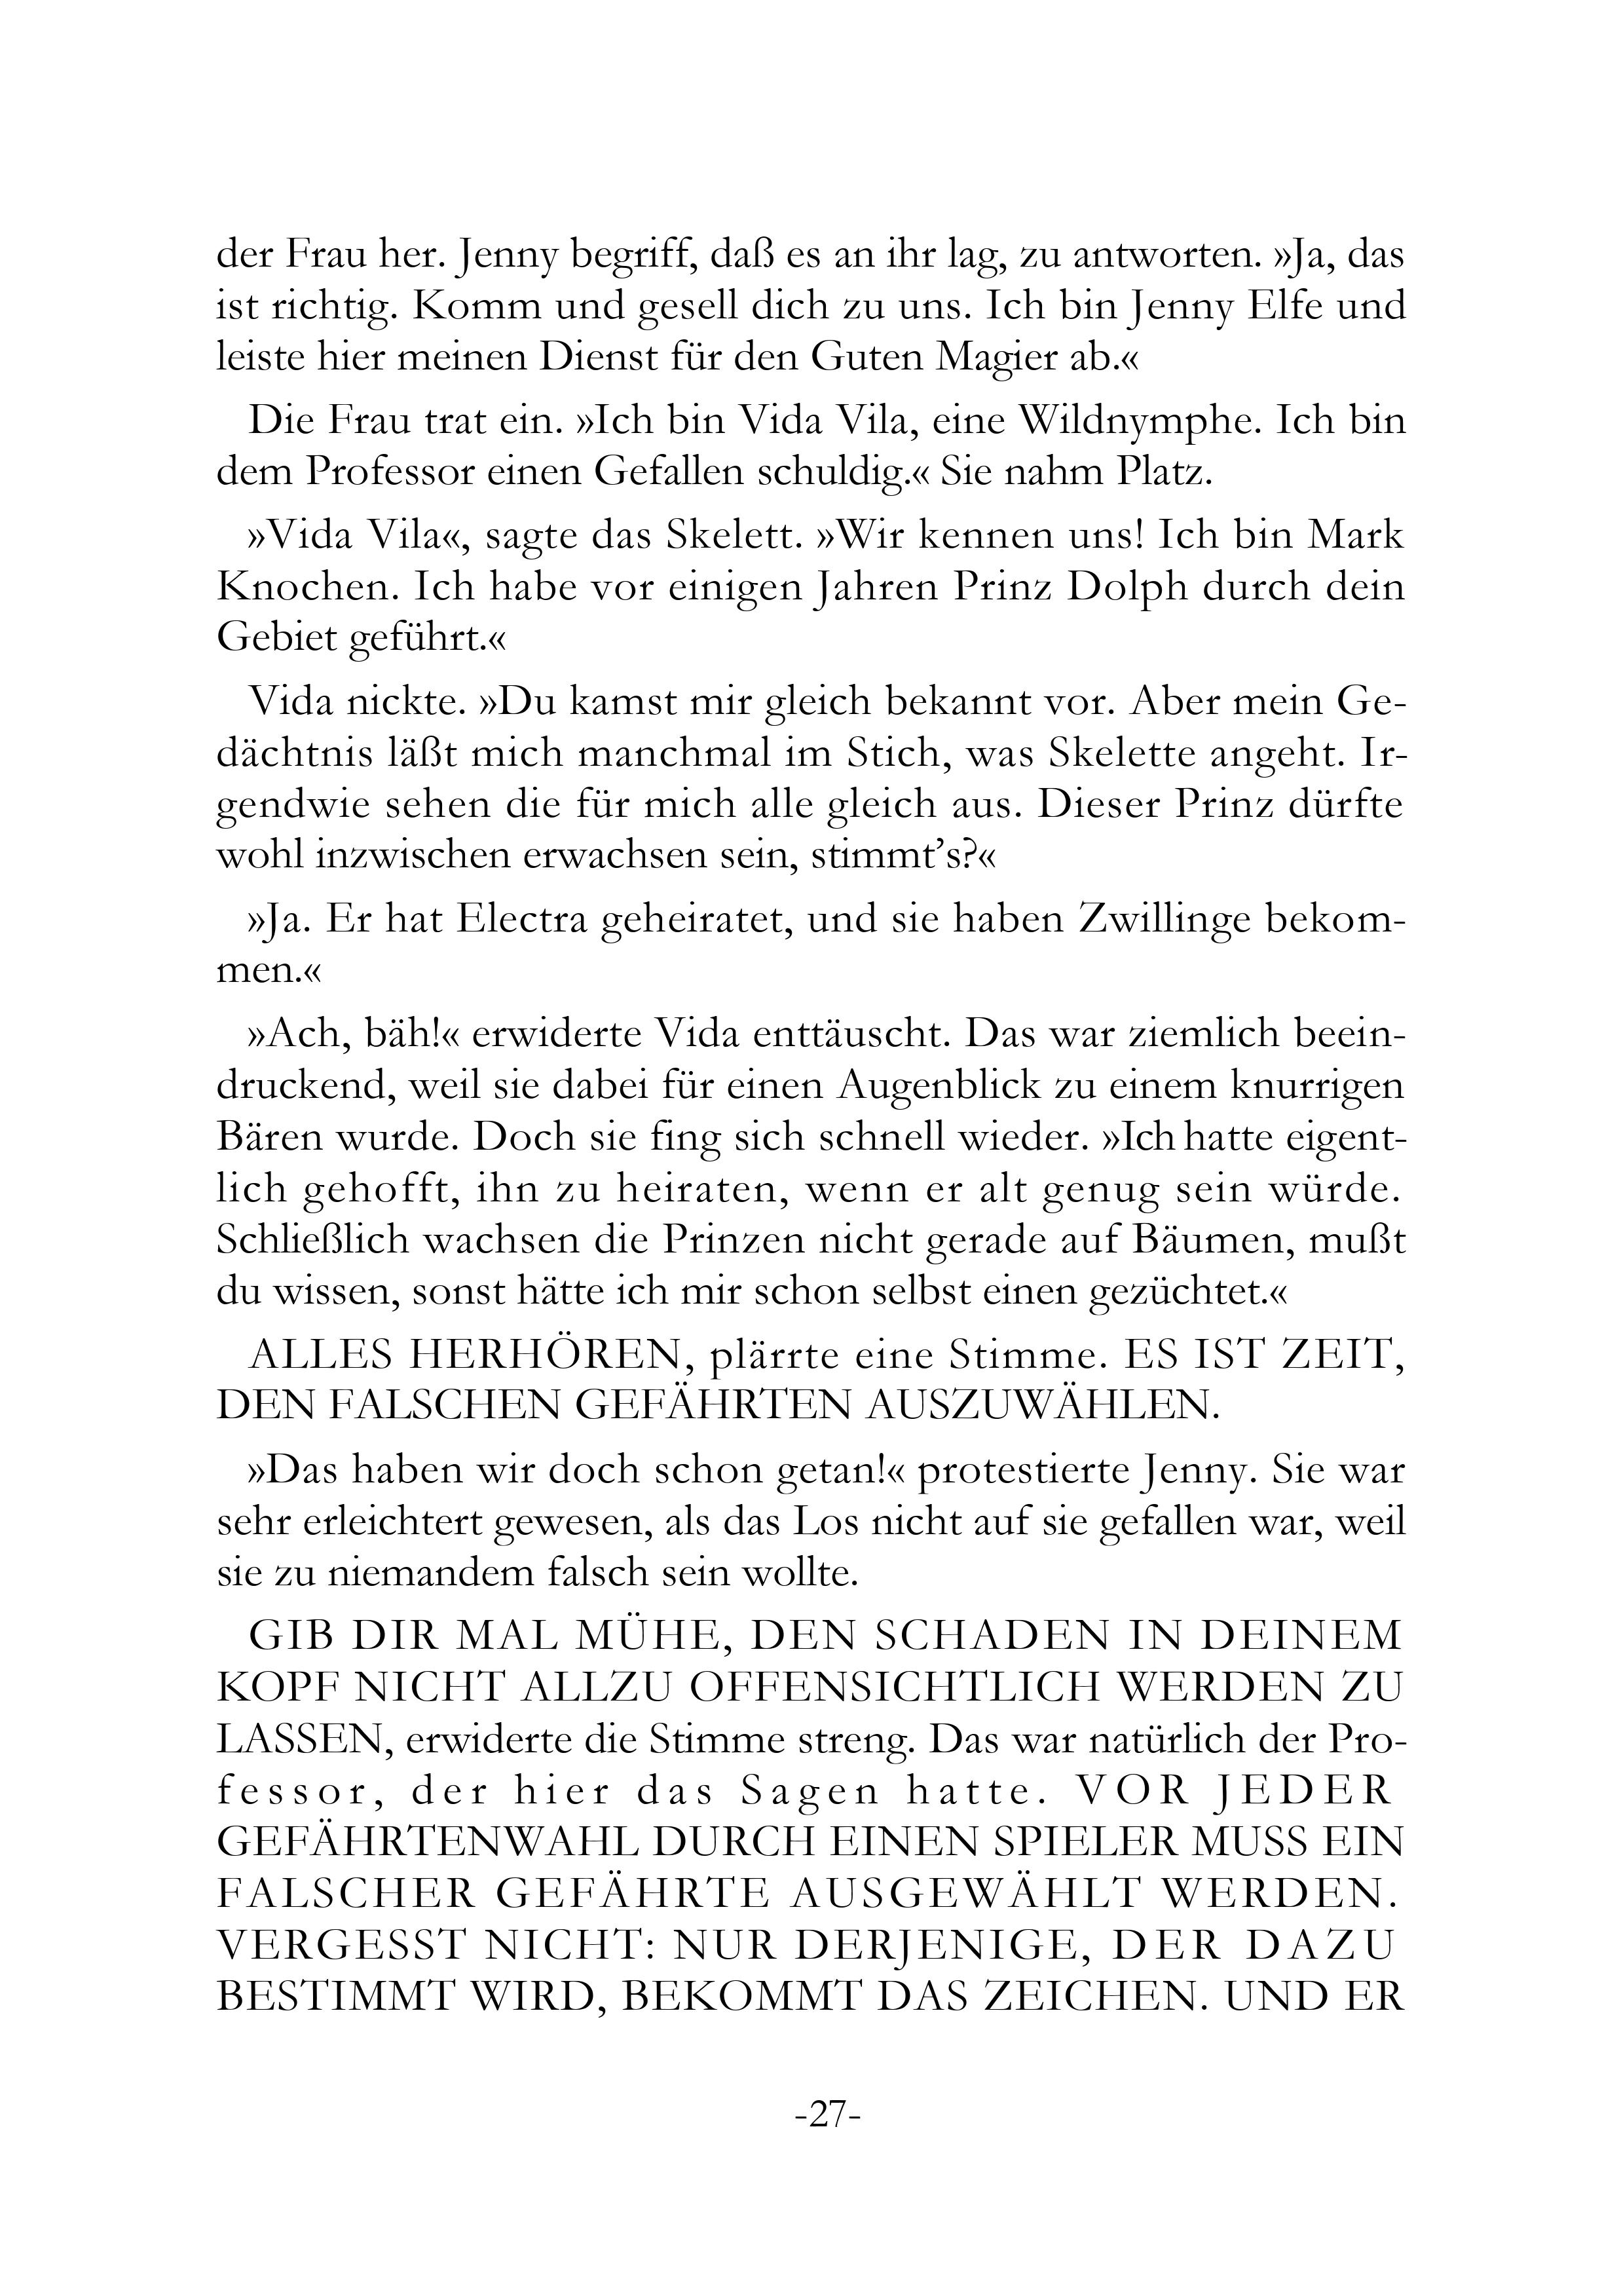 der Frau her. Jenny begriff, daß es an ihr lag, zu antworten. »Ja, das
ist richtig. Komm und gesell dich zu uns. Ich bin Jenny Elfe und
leiste hier meinen Dienst für den Guten Magier ab.«
Die Frau trat ein. »Ich bin Vida Vila, eine Wildnymphe. Ich bin
dem Professor einen Gefallen schuldig.« Sie nahm Platz.
»Vida Vila«, sagte das Skelett. »Wir kennen uns! Ich bin Mark
Knochen. Ich habe vor einigen Jahren Prinz Dolph durch dein
Gebiet geführt.«
Vida nickte. »Du kamst mir gleich bekannt vor. Aber mein Ge-
dächtnis läßt mich manchmal im Stich, was Skelette angeht. Ir-
gendwie sehen die für mich alle gleich aus. Dieser Prinz dürfte
wohl inzwischen erwachsen sein, stimmt’s?«
»Ja. Er hat Electra geheiratet, und sie haben Zwillinge bekom-
men.«
»Ach, bäh!« erwiderte Vida enttäuscht. Das war ziemlich beein-
druckend, weil sie dabei für einen Augenblick zu einem knurrigen
Bären wurde. Doch sie fing sich schnell wieder. »Ich hatte eigent-
lich gehofft, ihn zu heiraten, wenn er alt genug sein würde.
Schließlich wachsen die Prinzen nicht gerade auf Bäumen, mußt
du wissen, sonst hätte ich mir schon selbst einen gezüchtet.«
ALLES HERHÖREN, plärrte eine Stimme. ES IST ZEIT,
DEN FALSCHEN GEFÄHRTEN AUSZUWÄHLEN.
»Das haben wir doch schon getan!« protestierte Jenny. Sie war
sehr erleichtert gewesen, als das Los nicht auf sie gefallen war, weil
sie zu niemandem falsch sein wollte.
GIB DIR MAL MÜHE, DEN SCHADEN IN DEINEM
KOPF NICHT ALLZU OFFENSICHTLICH WERDEN ZU
LASSEN, erwiderte die Stimme streng. Das war natürlich der Pro-
fessor, der hier das Sagen hatte. VOR JEDER
GEFÄHRTENWAHL DURCH EINEN SPIELER MUSS EIN
FALSCHER GEFÄHRTE AUSGEWÄHLT WERDEN.
VERGESST NICHT: NUR DERJENIGE, DER DAZU
BESTIMMT WIRD, BEKOMMT DAS ZEICHEN. UND ER
-27-